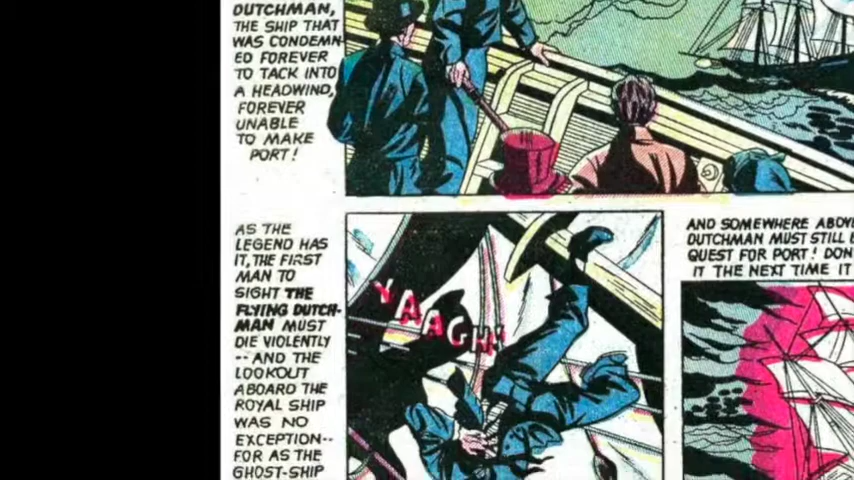 DUTCHMAN,
THE SHIP THAT
WAS CONDEMN-
ED FOREVER
TO TACK INTO
A HEADWIND,
FOREVER
UNABLE
TO MAKE
PORT!
AS THE
LEGEND HAS
IT, THE FIRST
MAN TO
SIGHT THE
FLYING DUTCH-
MAN MUST
DIE VIOLENTLY
-- AND THE
LOOKOUT
ABOARD THE
ROYAL SHIP
WAS NO
EXCEPTION--
FOR AS THE
GHOST-SHIP
YAAGHH
AND SOMEWHERE ABOVE
DUTCHMAN MUST STILL
QUEST FOR PORT! DON
IT THE NEXT TIME IT